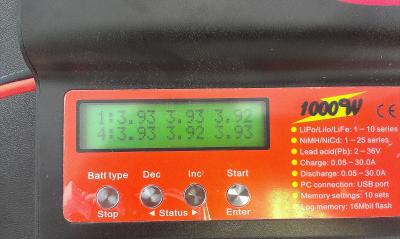 1:3.93 3.93 3.92
4:3.93 3.92 3.93
1000W CE
LiPo/LiIo/LiFe: 1~10 series
NiMH/NiCd: 1~25 series
Lead acid(Pb): 2~36V
Charge: 0.05-30.0A
Discharge: 0.05-30.0A
PC connection: USB port
Memory settings: 10 sets
Log memory: 16Mbit flash
Batt type Dec Inc Start
Stop ◄ Status ► Enter